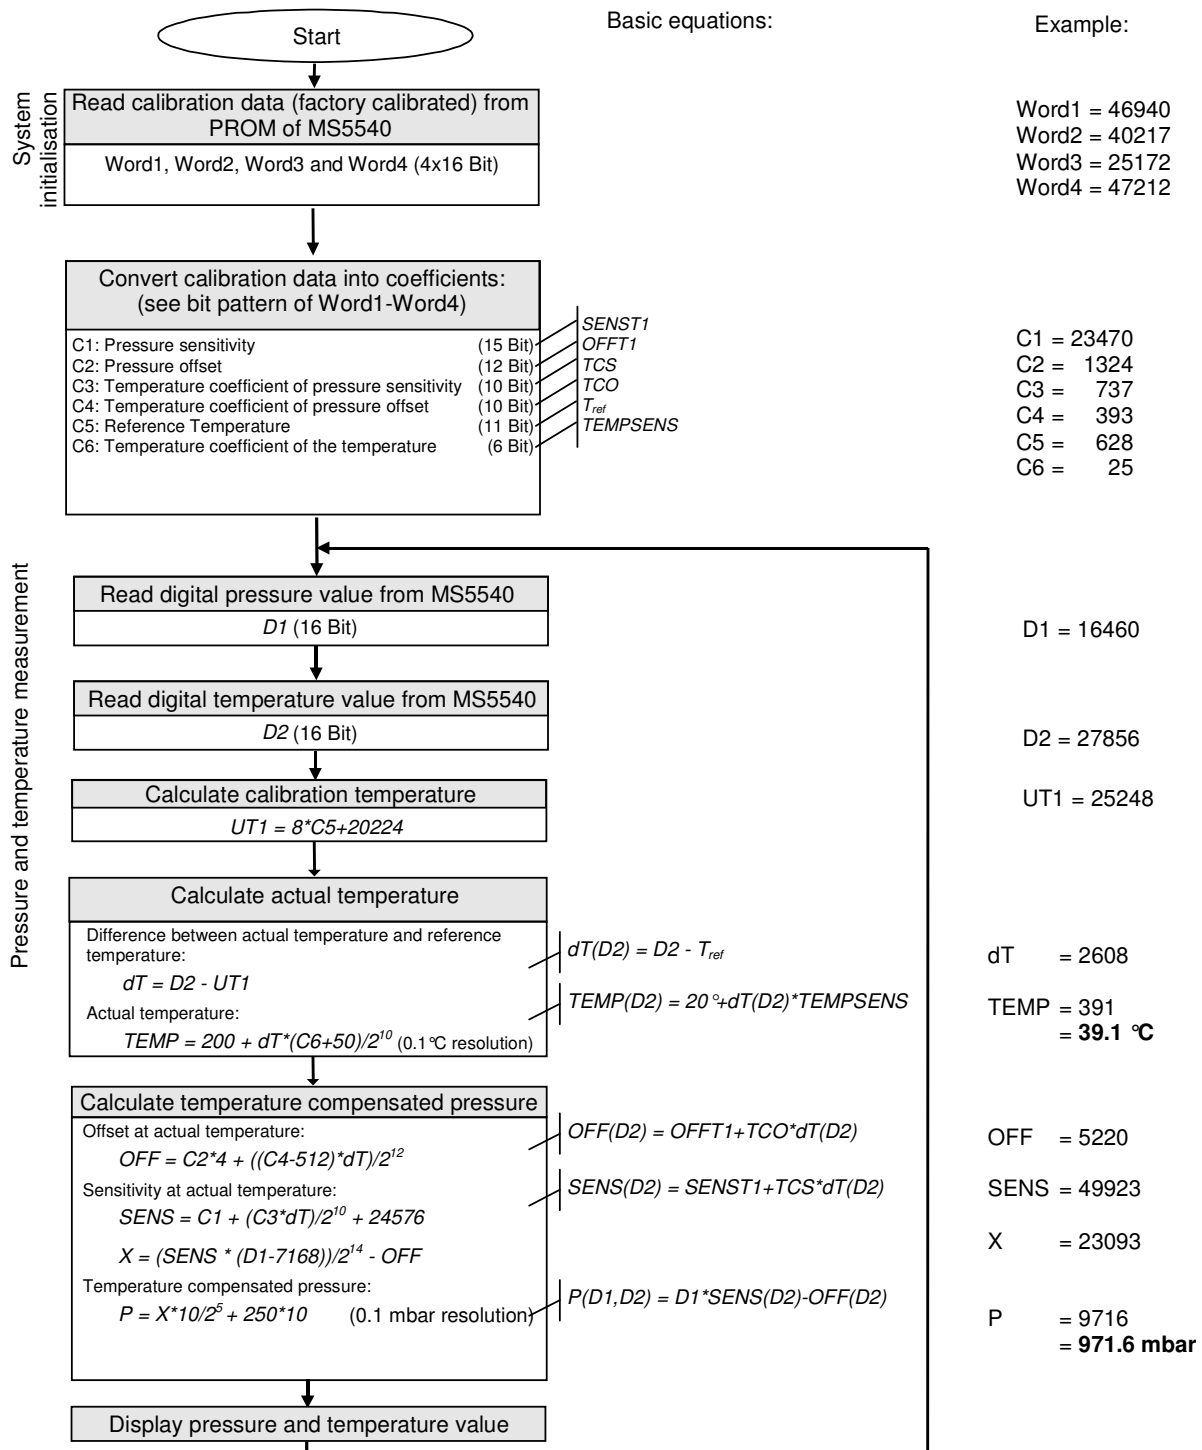 Basic equations:
Example:
Start
System initialisation
Read calibration data (factory calibrated) from
PROM of MS5540
Word1, Word2, Word3 and Word4 (4x16 Bit)
Word1 = 46940
Word2 = 40217
Word3 = 25172
Word4 = 47212
Convert calibration data into coefficients:
(see bit pattern of Word1-Word4)
C1: Pressure sensitivity (15 Bit) SENST1
C2: Pressure offset (12 Bit) OFFT1
C3: Temperature coefficient of pressure sensitivity (10 Bit) TCS
C4: Temperature coefficient of pressure offset (10 Bit) TCO
C5: Reference Temperature (11 Bit) Tref
C6: Temperature coefficient of the temperature (6 Bit) TEMPSENS
C1 = 23470
C2 = 1324
C3 = 737
C4 = 393
C5 = 628
C6 = 25
Pressure and temperature measurement
Read digital pressure value from MS5540
D1 (16 Bit)
D1 = 16460
Read digital temperature value from MS5540
D2 (16 Bit)
D2 = 27856
Calculate calibration temperature
UT1 = 8*C5+20224
UT1 = 25248
Calculate actual temperature
Difference between actual temperature and reference
temperature:
dT = D2 - UT1
dT(D2) = D2 - Tref
dT = 2608
Actual temperature:
TEMP = 200 + dT*(C6+50)/2^10 (0.1°C resolution)
TEMP(D2) = 20°+dT(D2)*TEMPSENS
TEMP = 391
= 39.1 °C
Calculate temperature compensated pressure
Offset at actual temperature:
OFF = C2*4 + ((C4-512)*dT)/2^12
OFF(D2) = OFFT1+TCO*dT(D2)
OFF = 5220
Sensitivity at actual temperature:
SENS = C1 + (C3*dT)/2^10 + 24576
SENS(D2) = SENST1+TCS*dT(D2)
SENS = 49923
X = (SENS * (D1-7168))/2^14 - OFF
X = 23093
Temperature compensated pressure:
P = X*10/2^5 + 250*10 (0.1 mbar resolution)
P(D1,D2) = D1*SENS(D2)-OFF(D2)
P = 9716
= 971.6 mbar
Display pressure and temperature value